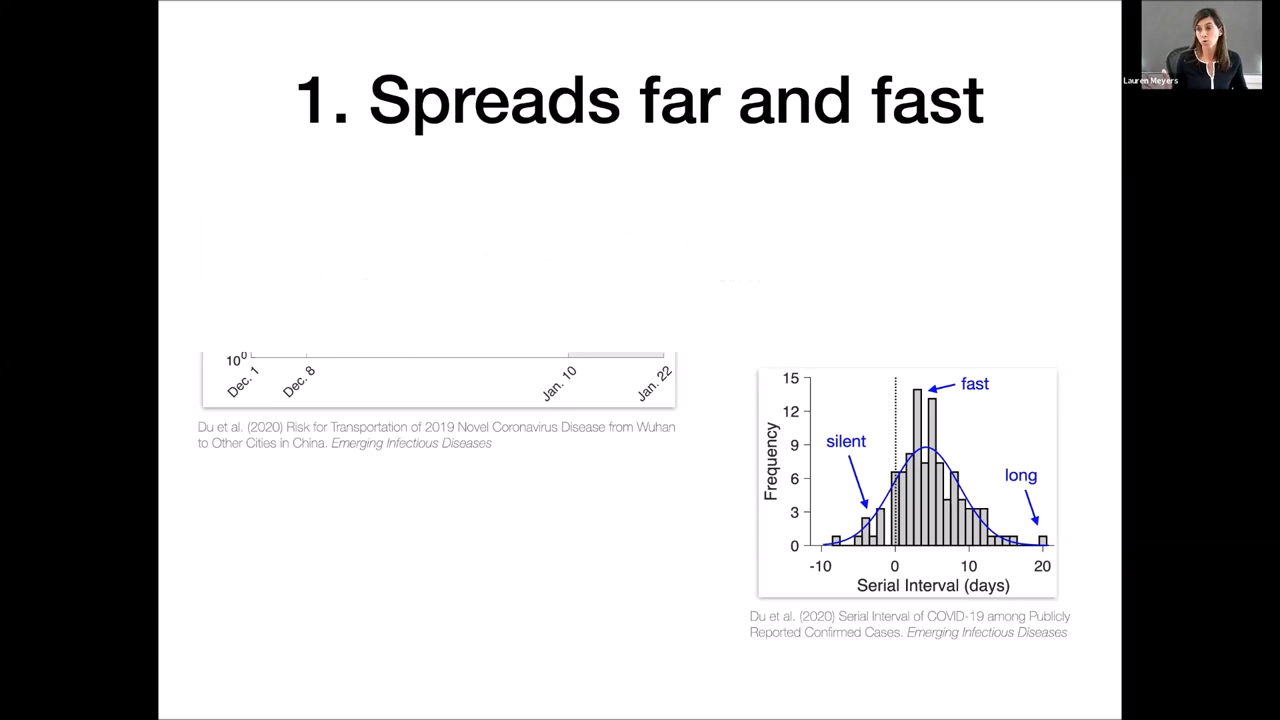 Lauren Meyers
1. Spreads far and fast
10⁰
Dec. 1
Dec. 8
Jan. 10
Jan. 22
Du et al. (2020) Risk for Transportation of 2019 Novel Coronavirus Disease from Wuhan
to Other Cities in China. Emerging Infectious Diseases
15
12
9
6
3
0
Frequency
silent
fast
long
-10
0
10
20
Serial Interval (days)
Du et al. (2020) Serial Interval of COVID-19 among Publicly
Reported Confirmed Cases. Emerging Infectious Diseases